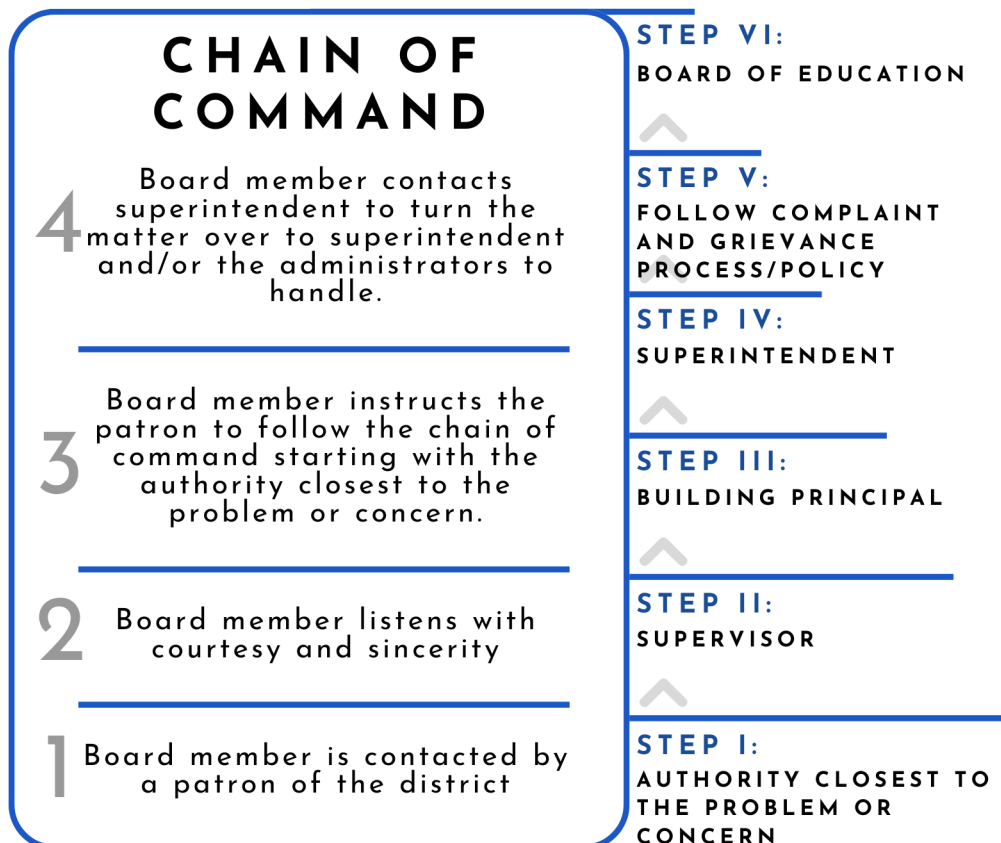 CHAIN OF
COMMAND
4
Board member contacts
superintendent to turn the
matter over to superintendent
and/or the administrators to
handle.
3
Board member instructs the
patron to follow the chain of
command starting with the
authority closest to the
problem or concern.
2
Board member listens with
courtesy and sincerity
1
Board member is contacted by
a patron of the district
STEP VI:
BOARD OF EDUCATION
STEP V:
FOLLOW COMPLAINT
AND GRIEVANCE
PROCESS/POLICY
STEP IV:
SUPERINTENDENT
STEP III:
BUILDING PRINCIPAL
STEP II:
SUPERVISOR
STEP I:
AUTHORITY CLOSEST TO
THE PROBLEM OR
CONCERN